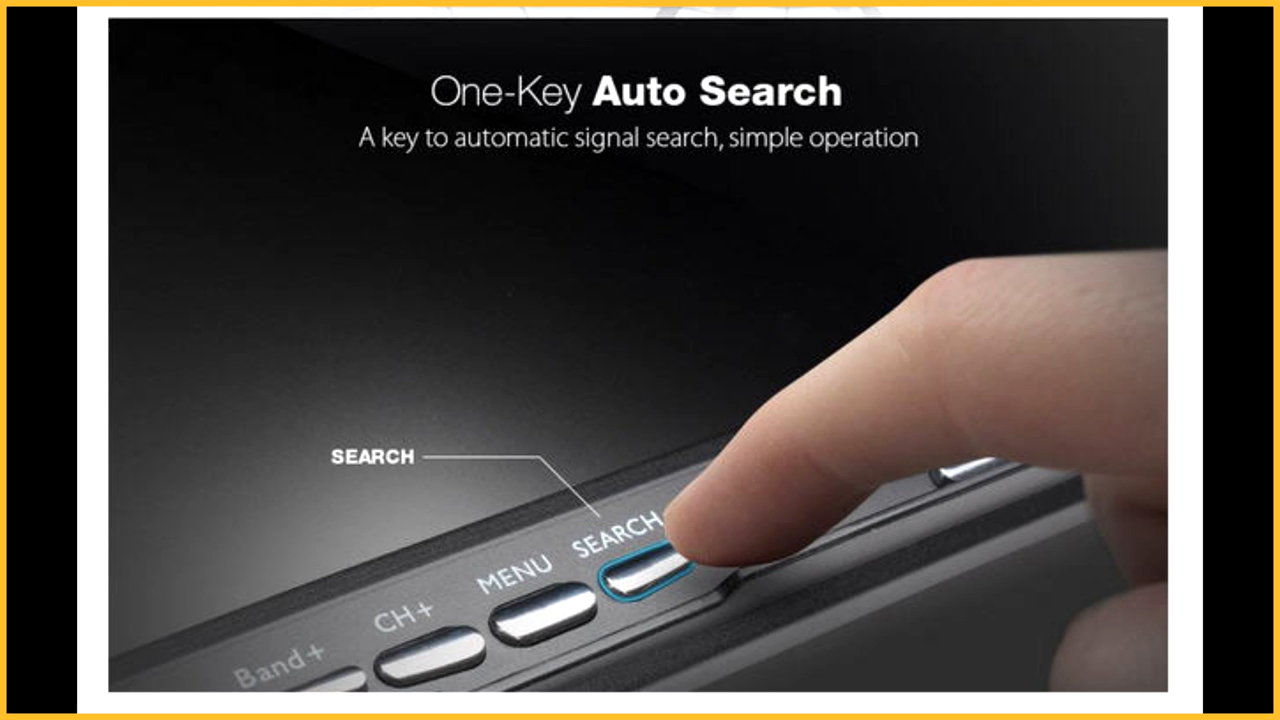 One-Key Auto Search
A key to automatic signal search, simple operation
SEARCH
SEARCH
MENU
CH+
Band+